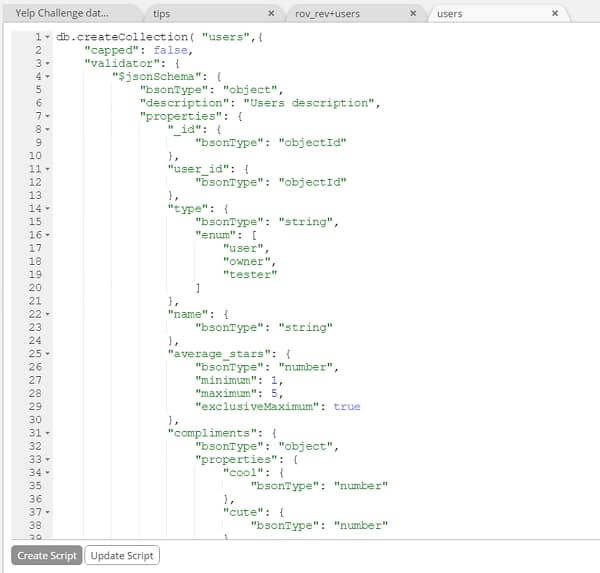 Yelp Challenge dat...
tips
rov_rev+users
users
1 db.createCollection( "users",{
2 "capped": false,
3 "validator": {
4 "$jsonSchema": {
5 "bsonType": "object",
6 "description": "Users description",
7 "properties": {
8 "_id": {
9 "bsonType": "objectId"
10 },
11 "user_id": {
12 "bsonType": "objectId"
13 },
14 "type": {
15 "bsonType": "string",
16 "enum": [
17 "user",
18 "owner",
19 "tester"
20 ]
21 },
22 "name": {
23 "bsonType": "string"
24 },
25 "average_stars": {
26 "bsonType": "number",
27 "minimum": 1,
28 "maximum": 5,
29 "exclusiveMaximum": true
30 },
31 "compliments": {
32 "bsonType": "object",
33 "properties": {
34 "cool": {
35 "bsonType": "number"
36 },
37 "cute": {
38 "bsonType": "number"
39 }
Create Script
Update Script